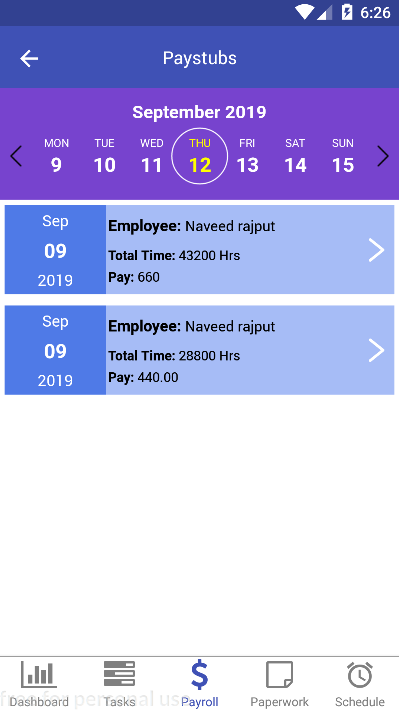 6:26
Paystubs
September 2019
MON TUE WED THU FRI SAT SUN
9 10 11 12 13 14 15
Sep
09
2019
Employee: Naveed rajput
Total Time: 43200 Hrs
Pay: 660
Sep
09
2019
Employee: Naveed rajput
Total Time: 28800 Hrs
Pay: 440.00
free for personal use
Dashboard Tasks Payroll Paperwork Schedule